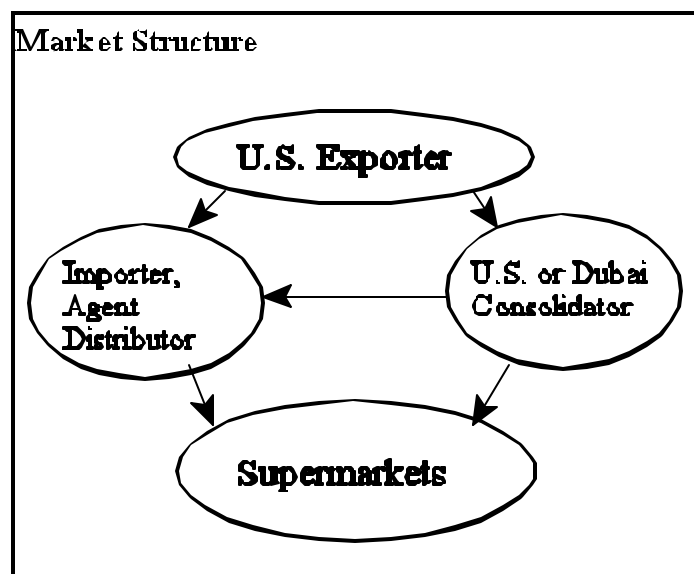 Market Structure
U.S. Exporter
Importer,
Agent
Distributor
U.S. or Dubai
Consolidator
Supermarkets